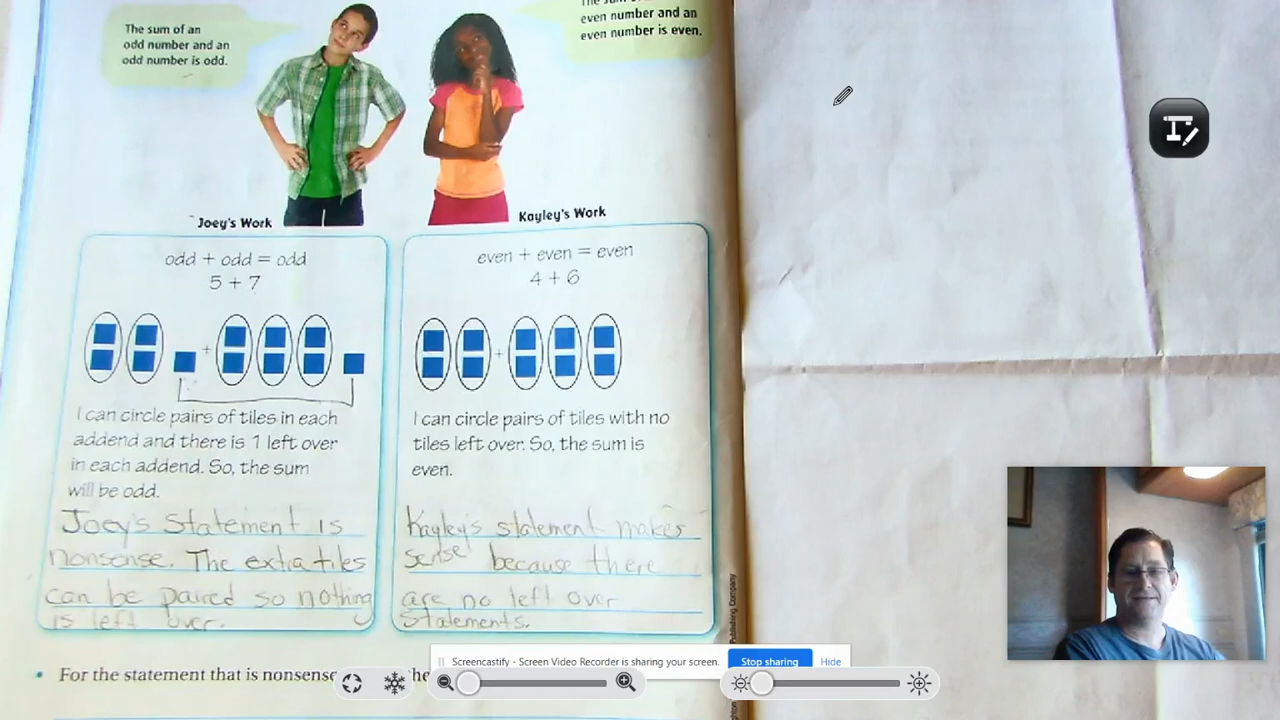 The sum of an
odd number and an
odd number is odd.
even number and an
even number is even.
Joey's Work
Kayley's Work
odd + odd = odd
5 + 7
+
I can circle pairs of tiles in each
addend and there is 1 left over
in each addend. So, the sum
will be odd.
Joey's Statement is
nonsense. The extra tiles
can be paired so nothing
is left over.
even + even = even
4 + 6
+
I can circle pairs of tiles with no
tiles left over. So, the sum is
even.
Kayley's statement makes
sense because there
are no left over
Statements.
Publishing Company
• For the statement that is nonsense
Screencastify - Screen Video Recorder is sharing your screen.
Stop sharing
Hide